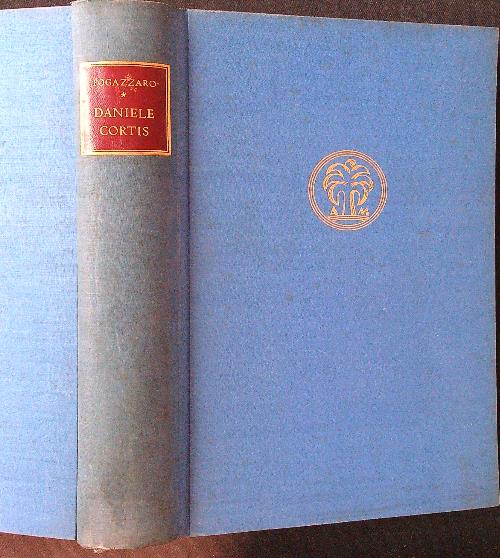 FOGAZZARO
*
DANIELE
CORTIS
A M